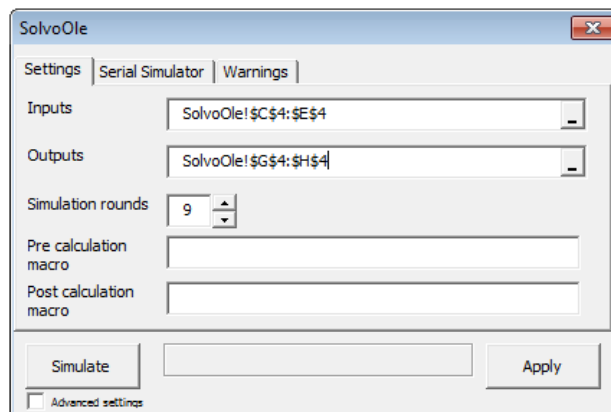 SolvoOle
Settings Serial Simulator Warnings
Inputs SolvoOle!$C$4:$E$4
Outputs SolvoOle!$G$4:$H$4
Simulation rounds 9
Pre calculation
macro
Post calculation
macro
Simulate Apply
Advanced settings